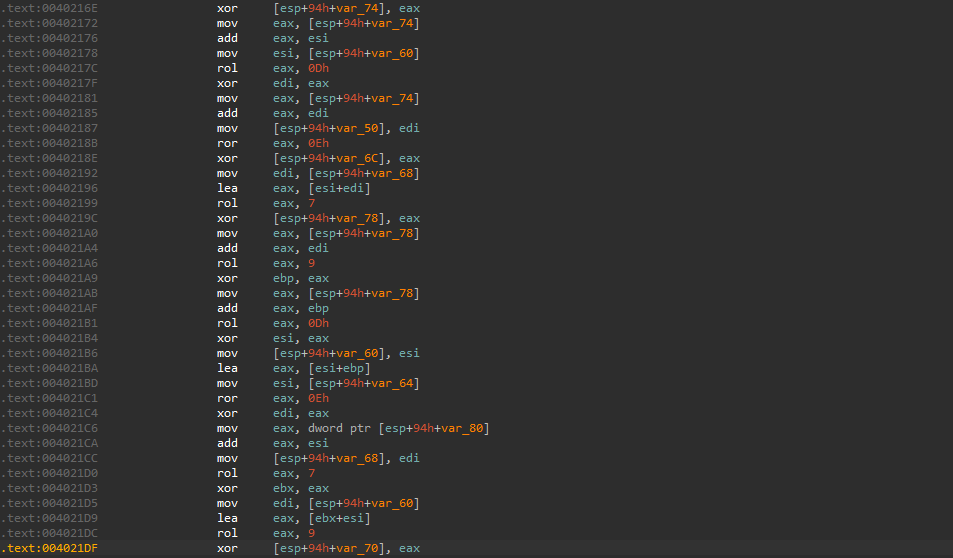 .text:0040216E xor [esp+94h+var_74], eax
.text:00402172 mov eax, [esp+94h+var_74]
.text:00402176 add eax, esi
.text:00402178 mov esi, [esp+94h+var_60]
.text:0040217C rol eax, 0Dh
.text:0040217F xor edi, eax
.text:00402181 mov eax, [esp+94h+var_74]
.text:00402185 add eax, edi
.text:00402187 mov [esp+94h+var_50], edi
.text:0040218B ror eax, 0Eh
.text:0040218E xor [esp+94h+var_6C], eax
.text:00402192 mov edi, [esp+94h+var_68]
.text:00402196 lea eax, [esi+edi]
.text:00402199 rol eax, 7
.text:0040219C xor [esp+94h+var_78], eax
.text:004021A0 mov eax, [esp+94h+var_78]
.text:004021A4 add eax, edi
.text:004021A6 rol eax, 9
.text:004021A9 xor ebp, eax
.text:004021AB mov eax, [esp+94h+var_78]
.text:004021AF add eax, ebp
.text:004021B1 rol eax, 0Dh
.text:004021B4 xor esi, eax
.text:004021B6 mov [esp+94h+var_60], esi
.text:004021BA lea eax, [esi+ebp]
.text:004021BD mov esi, [esp+94h+var_64]
.text:004021C1 ror eax, 0Eh
.text:004021C4 xor edi, eax
.text:004021C6 mov eax, dword ptr [esp+94h+var_80]
.text:004021CA add eax, esi
.text:004021CC mov [esp+94h+var_68], edi
.text:004021D0 rol eax, 7
.text:004021D3 xor ebx, eax
.text:004021D5 mov edi, [esp+94h+var_60]
.text:004021D9 lea eax, [ebx+esi]
.text:004021DC rol eax, 9
.text:004021DF xor [esp+94h+var_70], eax